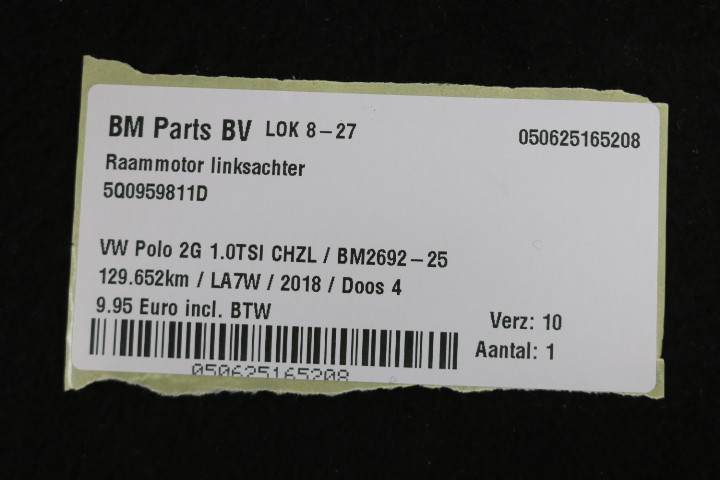 BM Parts BV LOK 8-27 050625165208
Raammotor linksachter
5Q0959811D
VW Polo 2G 1.0TSI CHZL / BM2692-25
129.652km / LA7W / 2018 / Doos 4
9.95 Euro incl. BTW
Verz: 10
Aantal: 1
050625165208